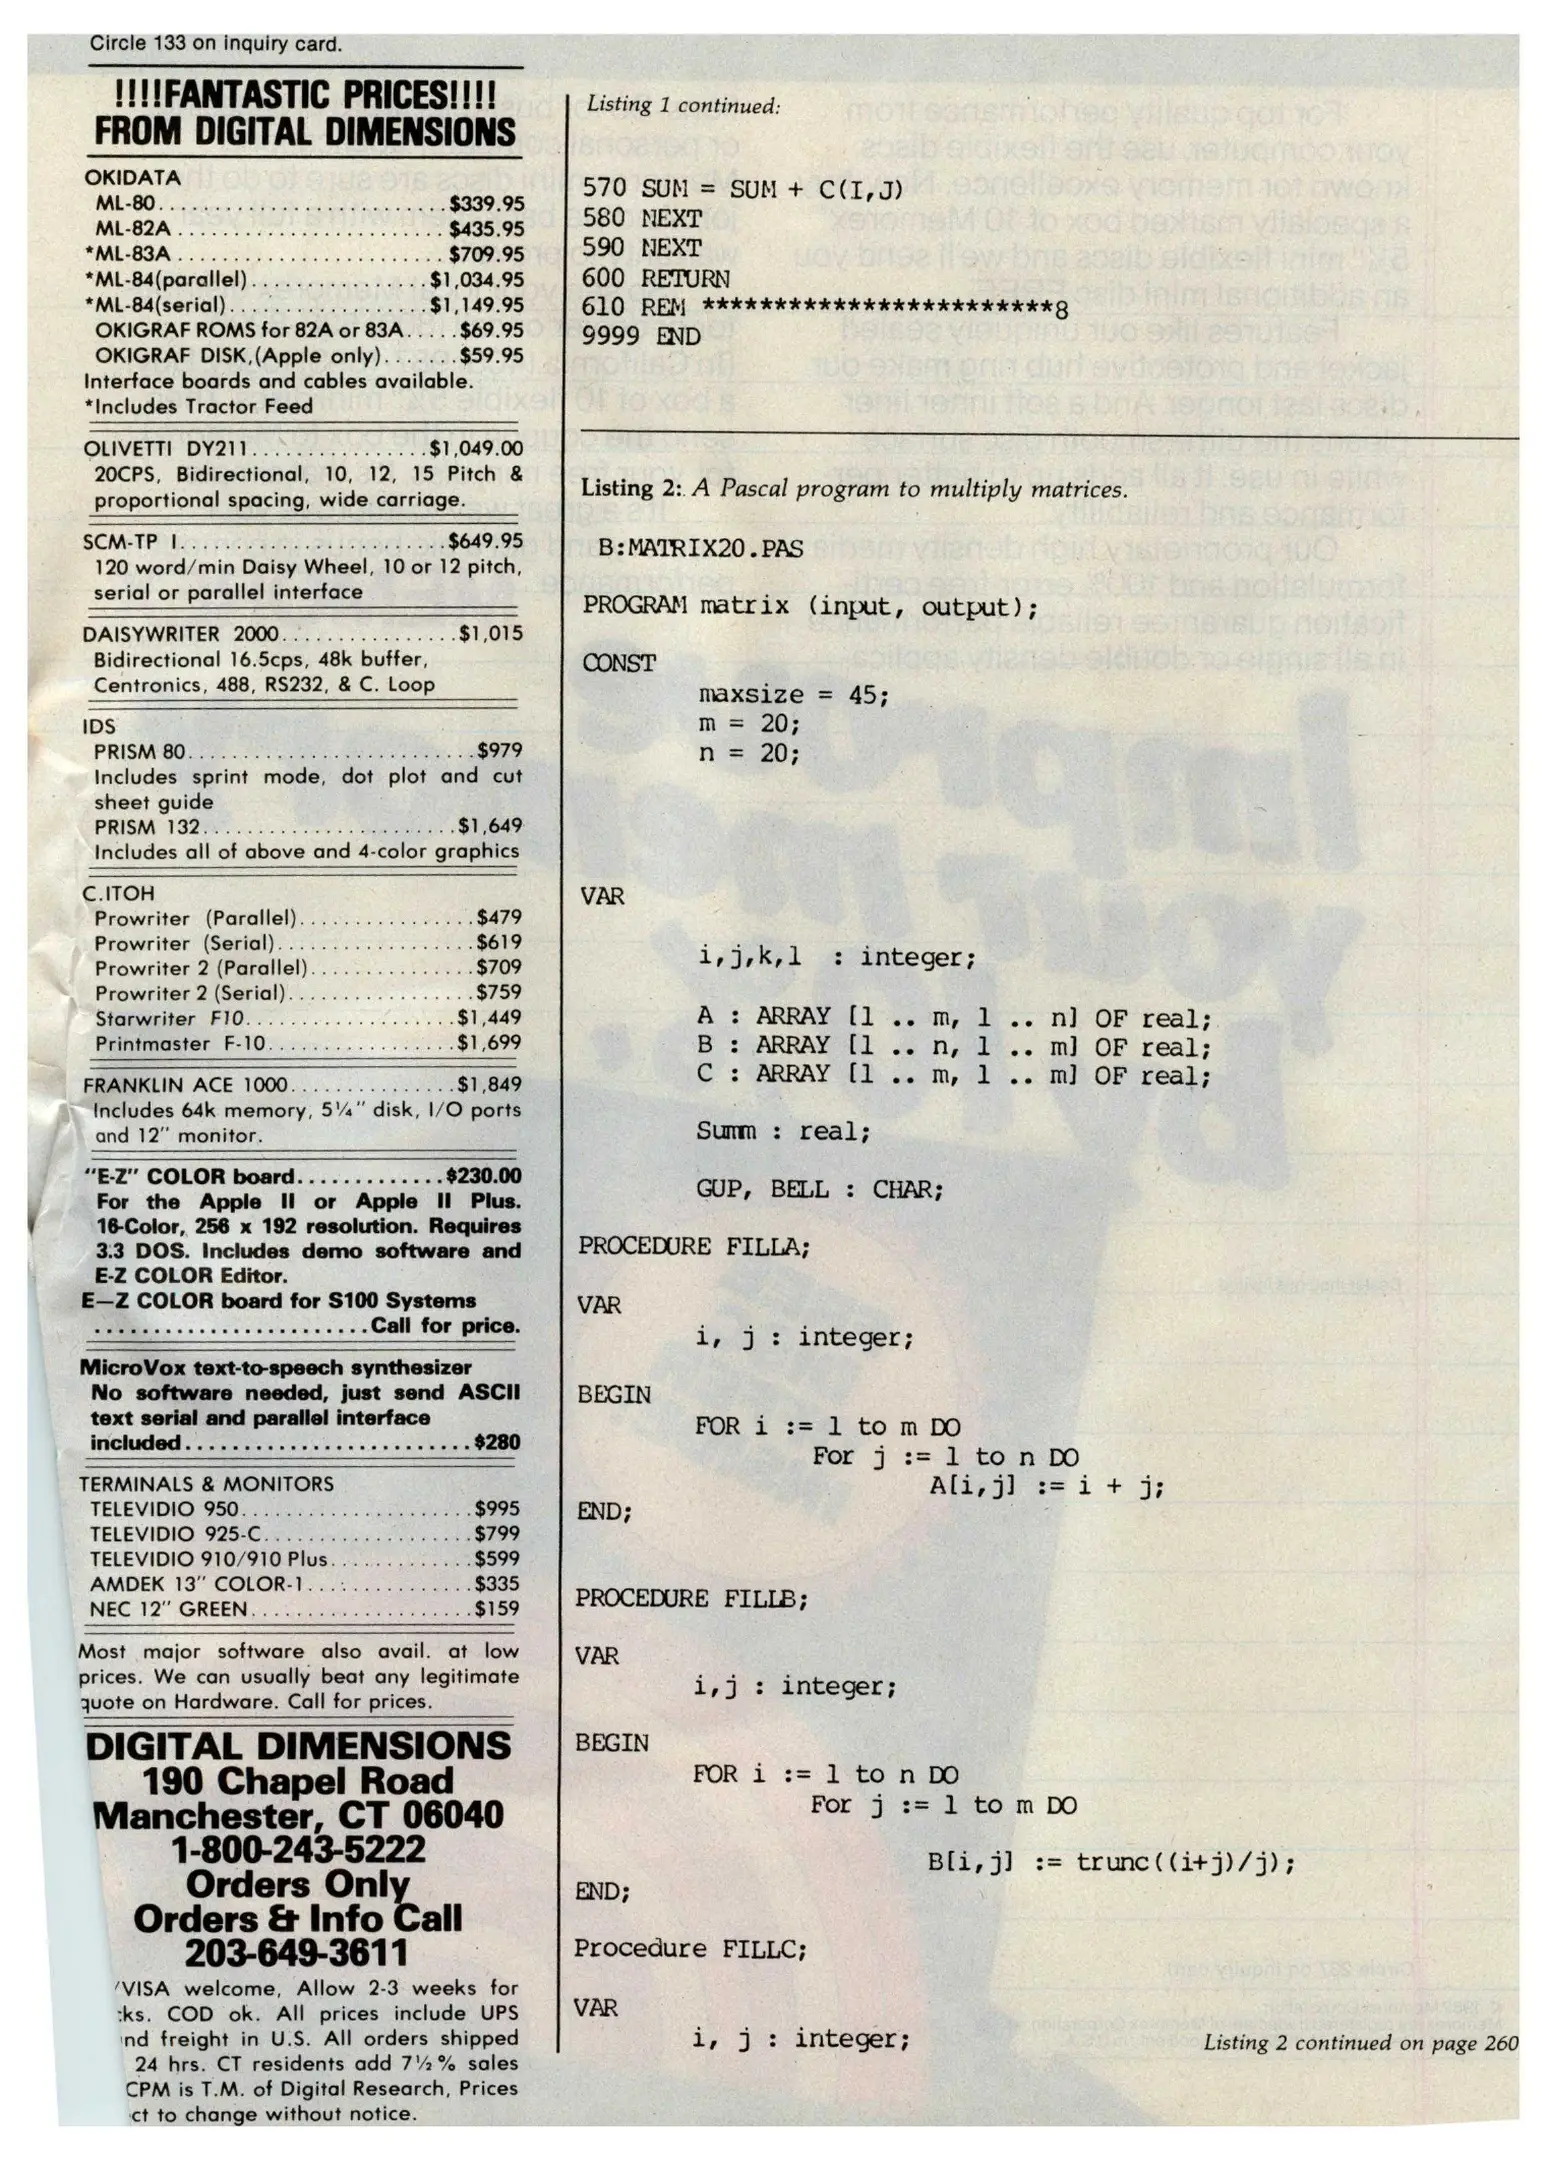 Circle 133 on inquiry card.
!!!!FANTASTIC PRICES!!!!
FROM DIGITAL DIMENSIONS
OKIDATA
ML-80..........................$339.95
ML-82A.......................$435.95
*ML-83A........................$709.95
*ML-84(parallel)................$1,034.95
*ML-84(serial)..................$1,149.95
OKIGRAF ROMS for 82A or 83A.....$69.95
OKIGRAF DISK,(Apple only).......$59.95
Interface boards and cables available.
*Includes Tractor Feed
OLIVETTI DY211................$1,049.00
20CPS, Bidirectional, 10, 12, 15 Pitch &
proportional spacing, wide carriage.
SCM-TP I........................$649.95
120 word/min Daisy Wheel, 10 or 12 pitch,
serial or parallel interface
DAISYWRITER 2000................$1,015
Bidirectional 16.5cps, 48k buffer,
Centronics, 488, RS232, & C. Loop
IDS
PRISM 80..........................$979
Includes sprint mode, dot plot and cut
sheet guide
PRISM 132.......................$1,649
Includes all of above and 4-color graphics
C.ITOH
Prowriter (Parallel)................$479
Prowriter (Serial)..................$619
Prowriter 2 (Parallel)...............$709
Prowriter 2 (Serial).................$759
Starwriter F10...................$1,449
Printmaster F-10.................$1,699
FRANKLIN ACE 1000...............$1,849
Includes 64k memory, 5¼" disk, I/O ports
and 12" monitor.
"E-Z" COLOR board.............$230.00
For the Apple II or Apple II Plus.
16-Color, 256 x 192 resolution. Requires
3.3 DOS. Includes demo software and
E-Z COLOR Editor.
E—Z COLOR board for S100 Systems
.......................Call for price.
MicroVox text-to-speech synthesizer
No software needed, just send ASCII
text serial and parallel interface
included........................$280
TERMINALS & MONITORS
TELEVIDIO 950.....................$995
TELEVIDIO 925-C...................$799
TELEVIDIO 910/910 Plus.............$599
AMDEK 13" COLOR-1...............$335
NEC 12" GREEN....................$159
Most major software also avail. at low
prices. We can usually beat any legitimate
quote on Hardware. Call for prices.
DIGITAL DIMENSIONS
190 Chapel Road
Manchester, CT 06040
1-800-243-5222
Orders Only
Orders & Info Call
203-649-3611
/VISA welcome, Allow 2-3 weeks for
ks. COD ok. All prices include UPS
nd freight in U.S. All orders shipped
24 hrs. CT residents add 7½% sales
CPM is T.M. of Digital Research, Prices
ct to change without notice.
Listing 1 continued:
570 SUM = SUM + C(I,J)
580 NEXT
590 NEXT
600 RETURN
610 REM ************************8
9999 END
Listing 2: A Pascal program to multiply matrices.
B:MATRIX20.PAS
PROGRAM matrix (input, output);
CONST
maxsize = 45;
m = 20;
n = 20;
VAR
i,j,k,l : integer;
A : ARRAY [1 .. m, 1 .. n] OF real;
B : ARRAY [1 .. n, 1 .. m] OF real;
C : ARRAY [1 .. m, 1 .. m] OF real;
Summ : real;
GUP, BELL : CHAR;
PROCEDURE FILLA;
VAR
i, j : integer;
BEGIN
FOR i := 1 to m DO
For j := 1 to n DO
A[i,j] := i + j;
END;
PROCEDURE FILLB;
VAR
i,j : integer;
BEGIN
FOR i := 1 to n DO
For j := 1 to m DO
B[i,j] := trunc((i+j)/j);
END;
Procedure FILLC;
VAR
i, j : integer;
Listing 2 continued on page 260